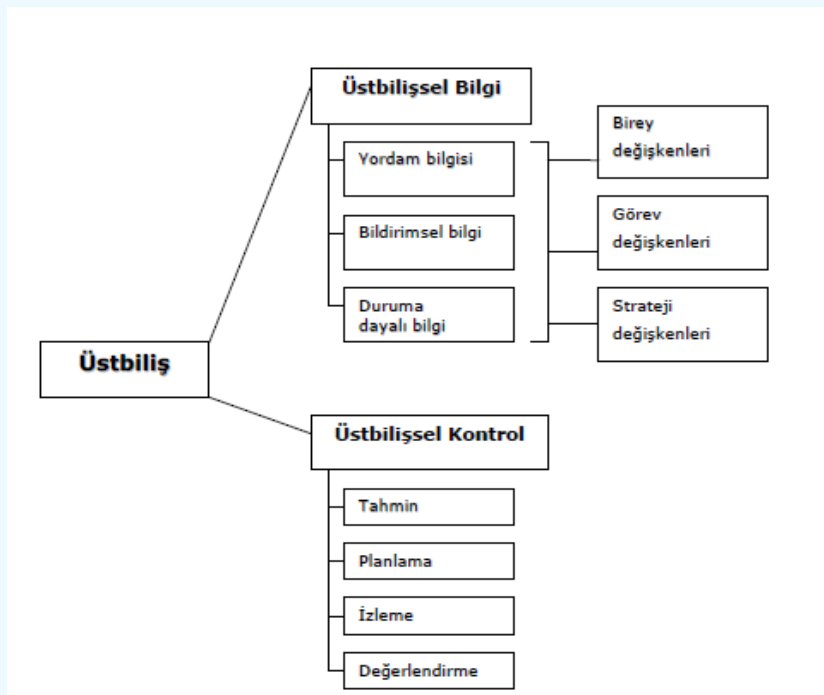 Üstbilişsel Bilgi
Yordam bilgisi
Bildirimsel bilgi
Duruma
dayalı bilgi
Birey
değişkenleri
Görev
değişkenleri
Strateji
değişkenleri
Üstbiliş
Üstbilişsel Kontrol
Tahmin
Planlama
İzleme
Değerlendirme